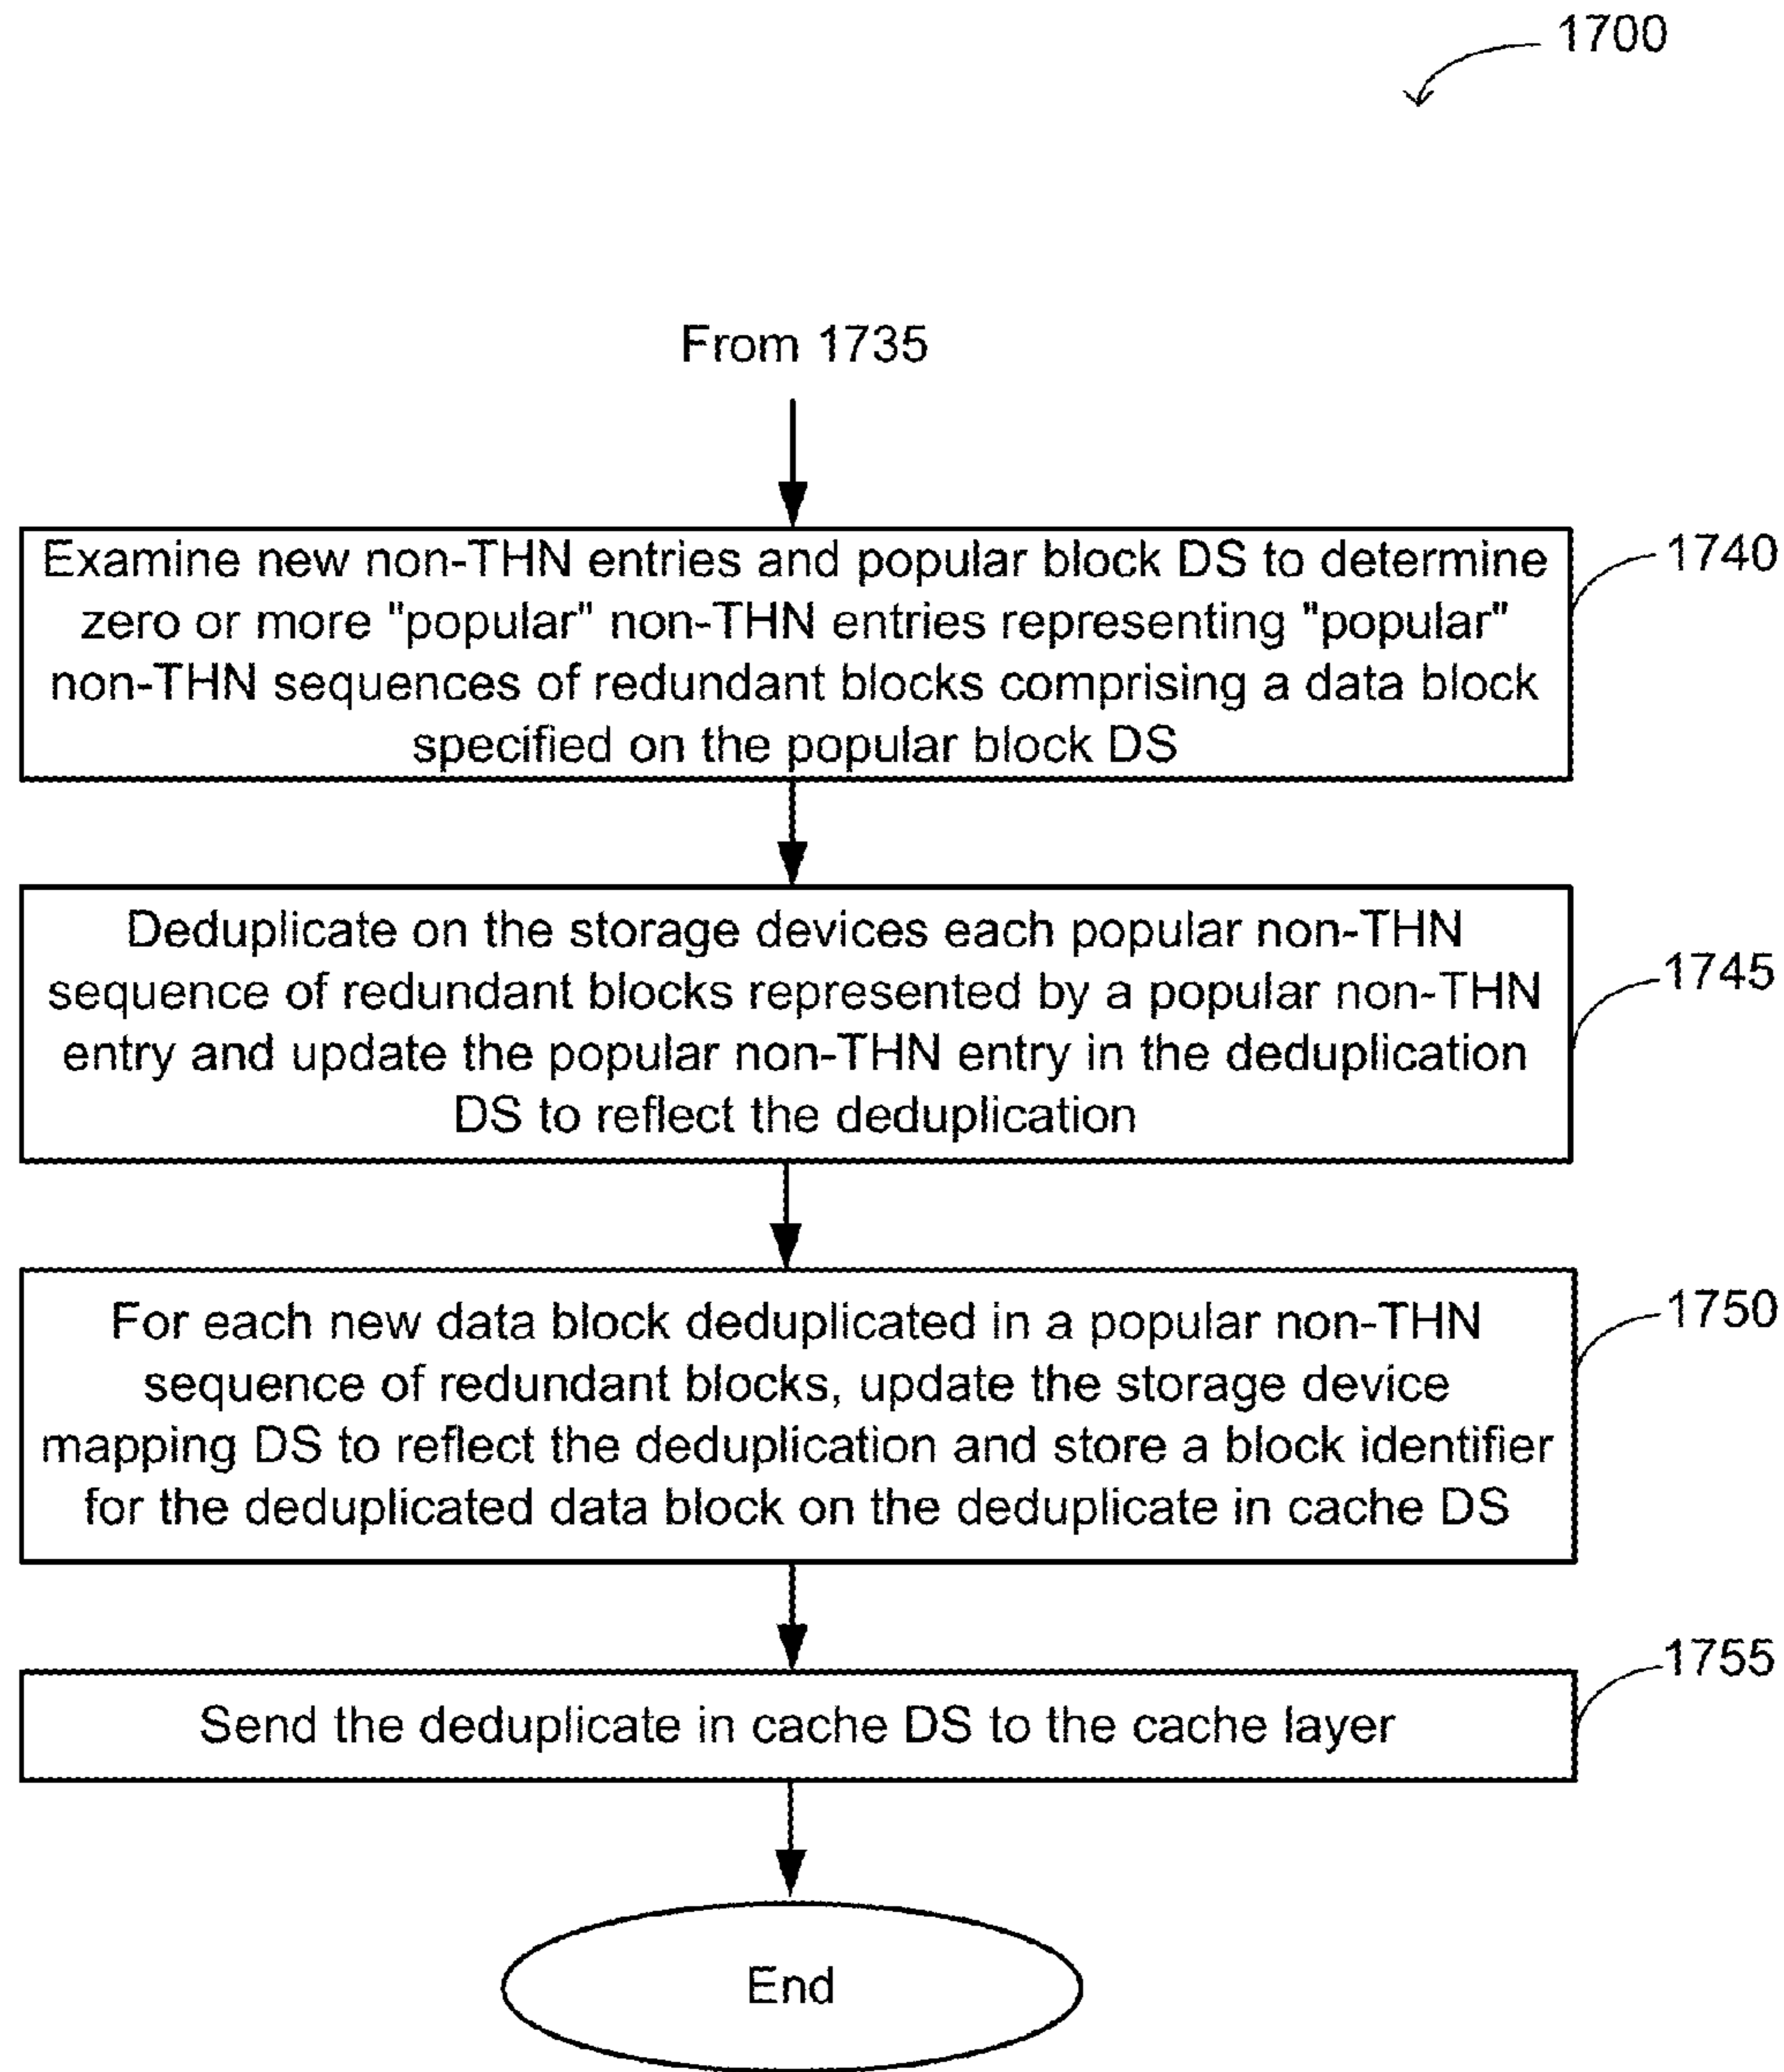 1700
From 1735
Examine new non-THN entries and popular block DS to determine
zero or more "popular" non-THN entries representing "popular"
non-THN sequences of redundant blocks comprising a data block
specified on the popular block DS
1740
Deduplicate on the storage devices each popular non-THN
sequence of redundant blocks represented by a popular non-THN
entry and update the popular non-THN entry in the deduplication
DS to reflect the deduplication
1745
For each new data block deduplicated in a popular non-THN
sequence of redundant blocks, update the storage device
mapping DS to reflect the deduplication and store a block identifier
for the deduplicated data block on the deduplicate in cache DS
1750
Send the deduplicate in cache DS to the cache layer
1755
End